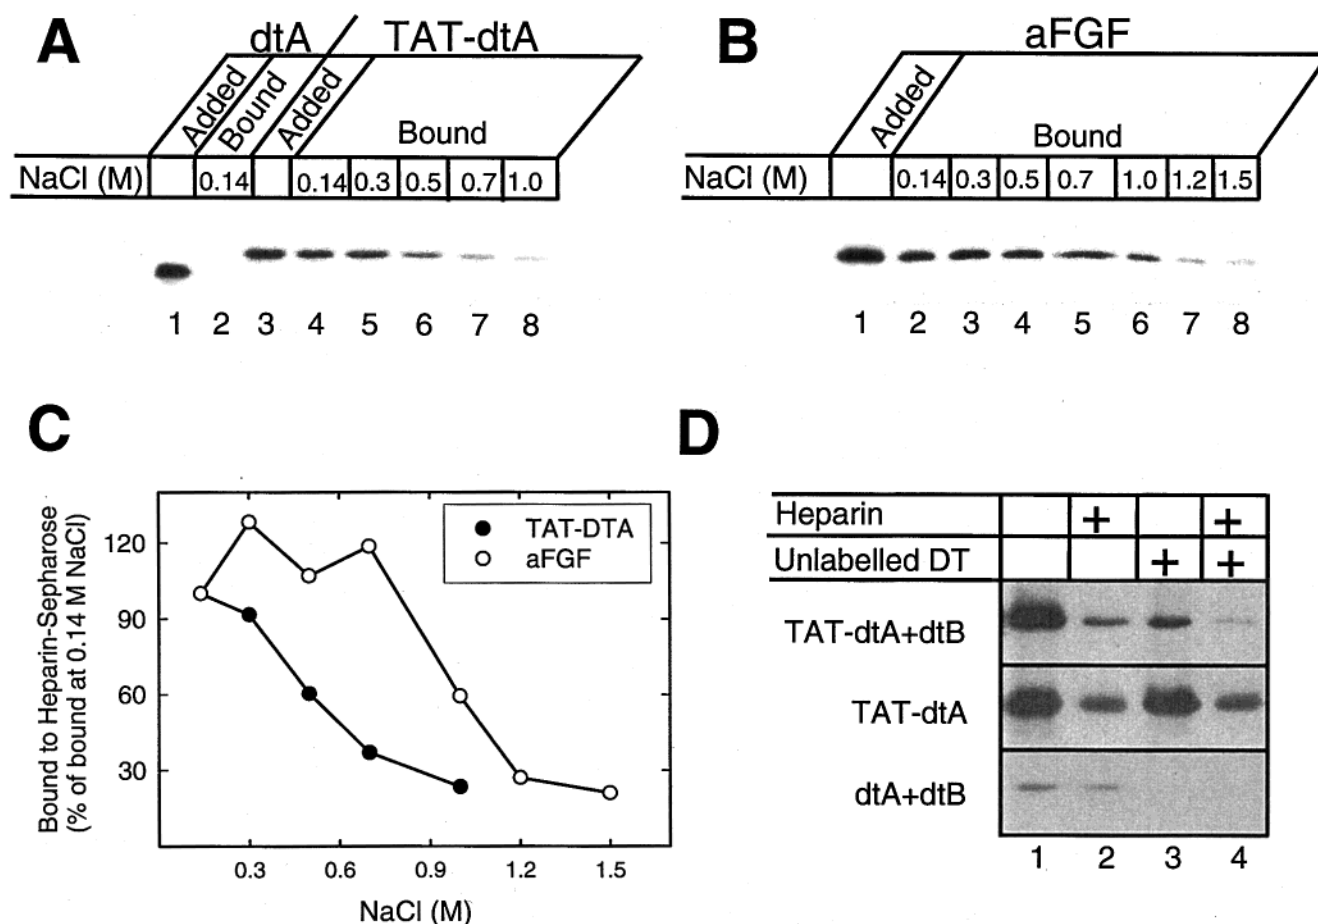 A
dtA
TAT-dtA
Added
Bound
Added
Bound
NaCl (M)
0.14
0.14
0.3
0.5
0.7
1.0
1 2 3 4 5 6 7 8
B
aFGF
Added
Bound
NaCl (M)
0.14
0.3
0.5
0.7
1.0
1.2
1.5
1 2 3 4 5 6 7 8
C
Bound to Heparin-Sepharose
(% of bound at 0.14 M NaCl)
120
90
60
30
TAT-DTA
aFGF
0.3 0.6 0.9 1.2 1.5
NaCl (M)
D
Heparin + +
Unlabelled DT + +
TAT-dtA+dtB
TAT-dtA
dtA+dtB
1 2 3 4